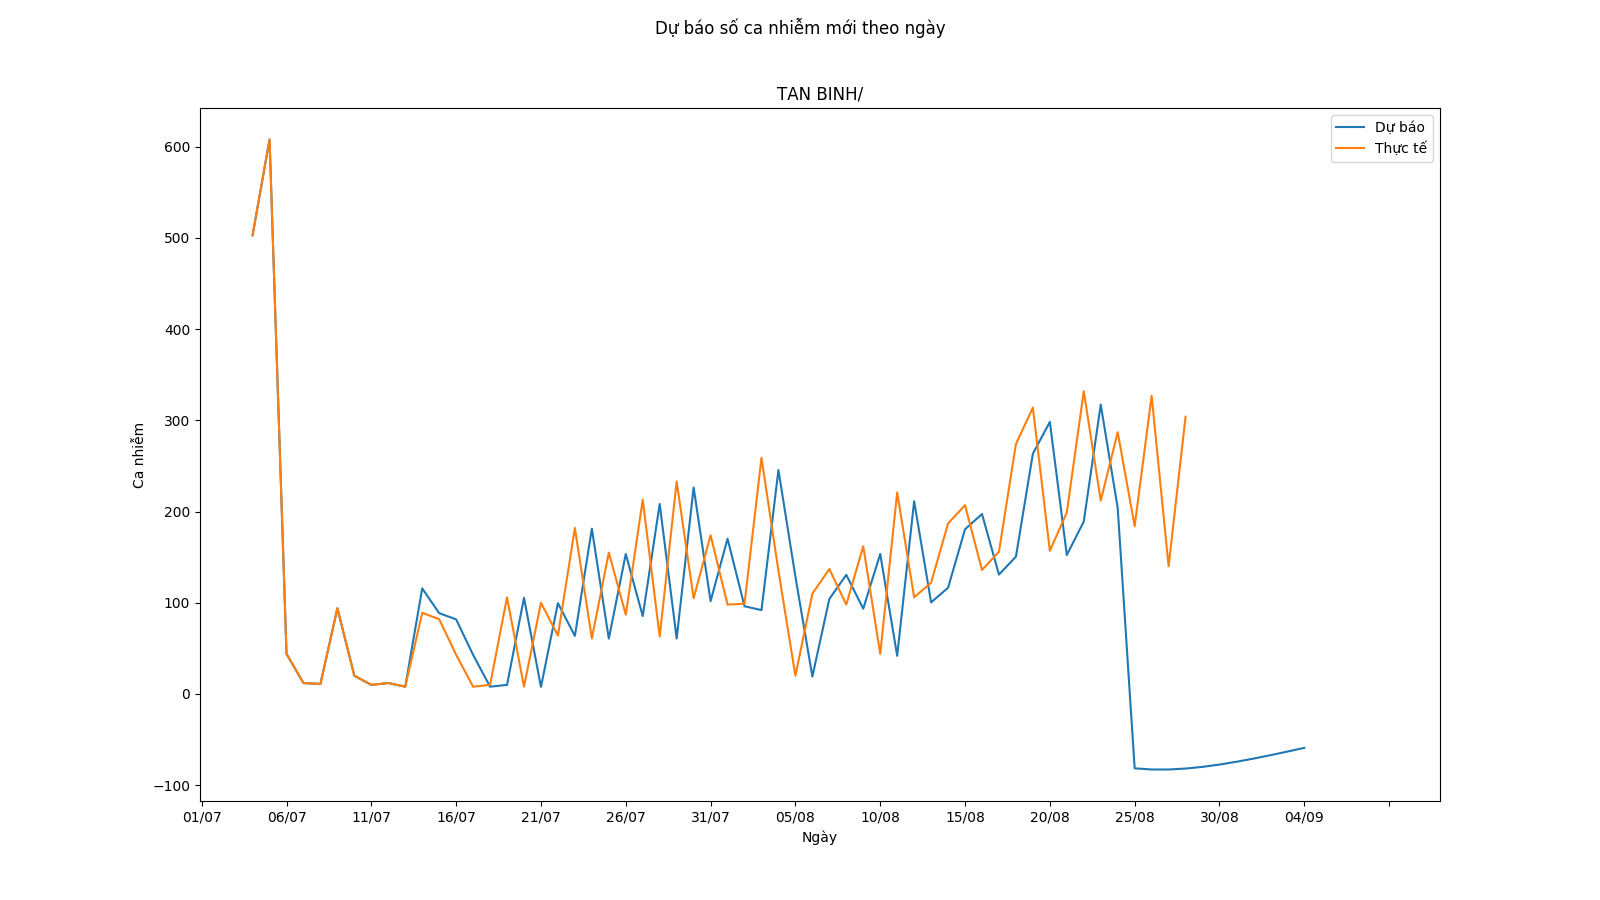 Dự báo số ca nhiễm mới theo ngày
TAN BINH/
Dự báo
Thực tế
600
500
400
300
200
100
0
−100
Ca nhiễm
01/07 06/07 11/07 16/07 21/07 26/07 31/07 05/08 10/08 15/08 20/08 25/08 30/08 04/09
Ngày